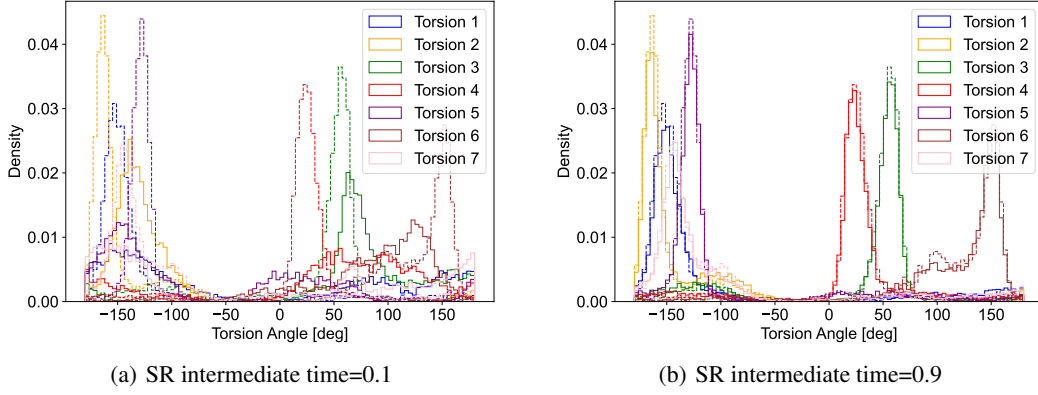 0.04
0.03
0.02
0.01
0.00
Density
−150 −100 −50 0 50 100 150
Torsion Angle [deg]
Torsion 1
Torsion 2
Torsion 3
Torsion 4
Torsion 5
Torsion 6
Torsion 7
(a) SR intermediate time=0.1
0.04
0.03
0.02
0.01
0.00
Density
−150 −100 −50 0 50 100 150
Torsion Angle [deg]
Torsion 1
Torsion 2
Torsion 3
Torsion 4
Torsion 5
Torsion 6
Torsion 7
(b) SR intermediate time=0.9